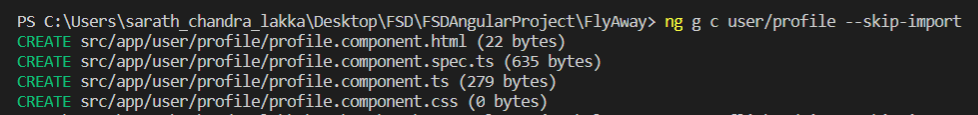 PS C:\Users\sarath_chandra_lakka\Desktop\FSD\FSDAngularProject\FlyAway> ng g c user/profile --skip-import
CREATE src/app/user/profile/profile.component.html (22 bytes)
CREATE src/app/user/profile/profile.component.spec.ts (635 bytes)
CREATE src/app/user/profile/profile.component.ts (279 bytes)
CREATE src/app/user/profile/profile.component.css (0 bytes)